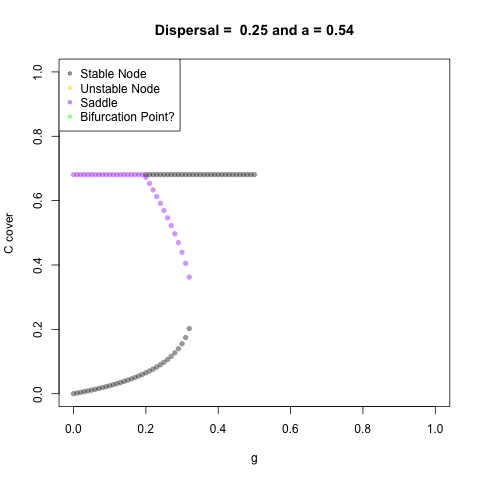 Dispersal =  0.25 and a = 0.54
Stable Node
Unstable Node
Saddle
Bifurcation Point?
C cover
1.0
0.8
0.6
0.4
0.2
0.0
0.0 0.2 0.4 0.6 0.8 1.0
g